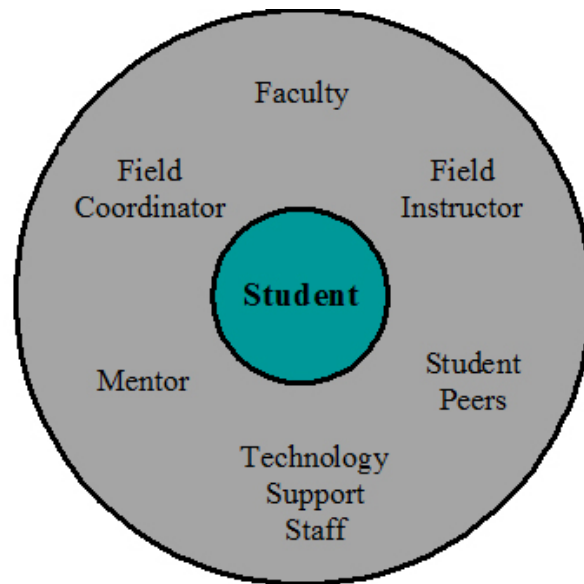 Faculty
Field
Coordinator
Field
Instructor
Student
Mentor
Student
Peers
Technology
Support
Staff